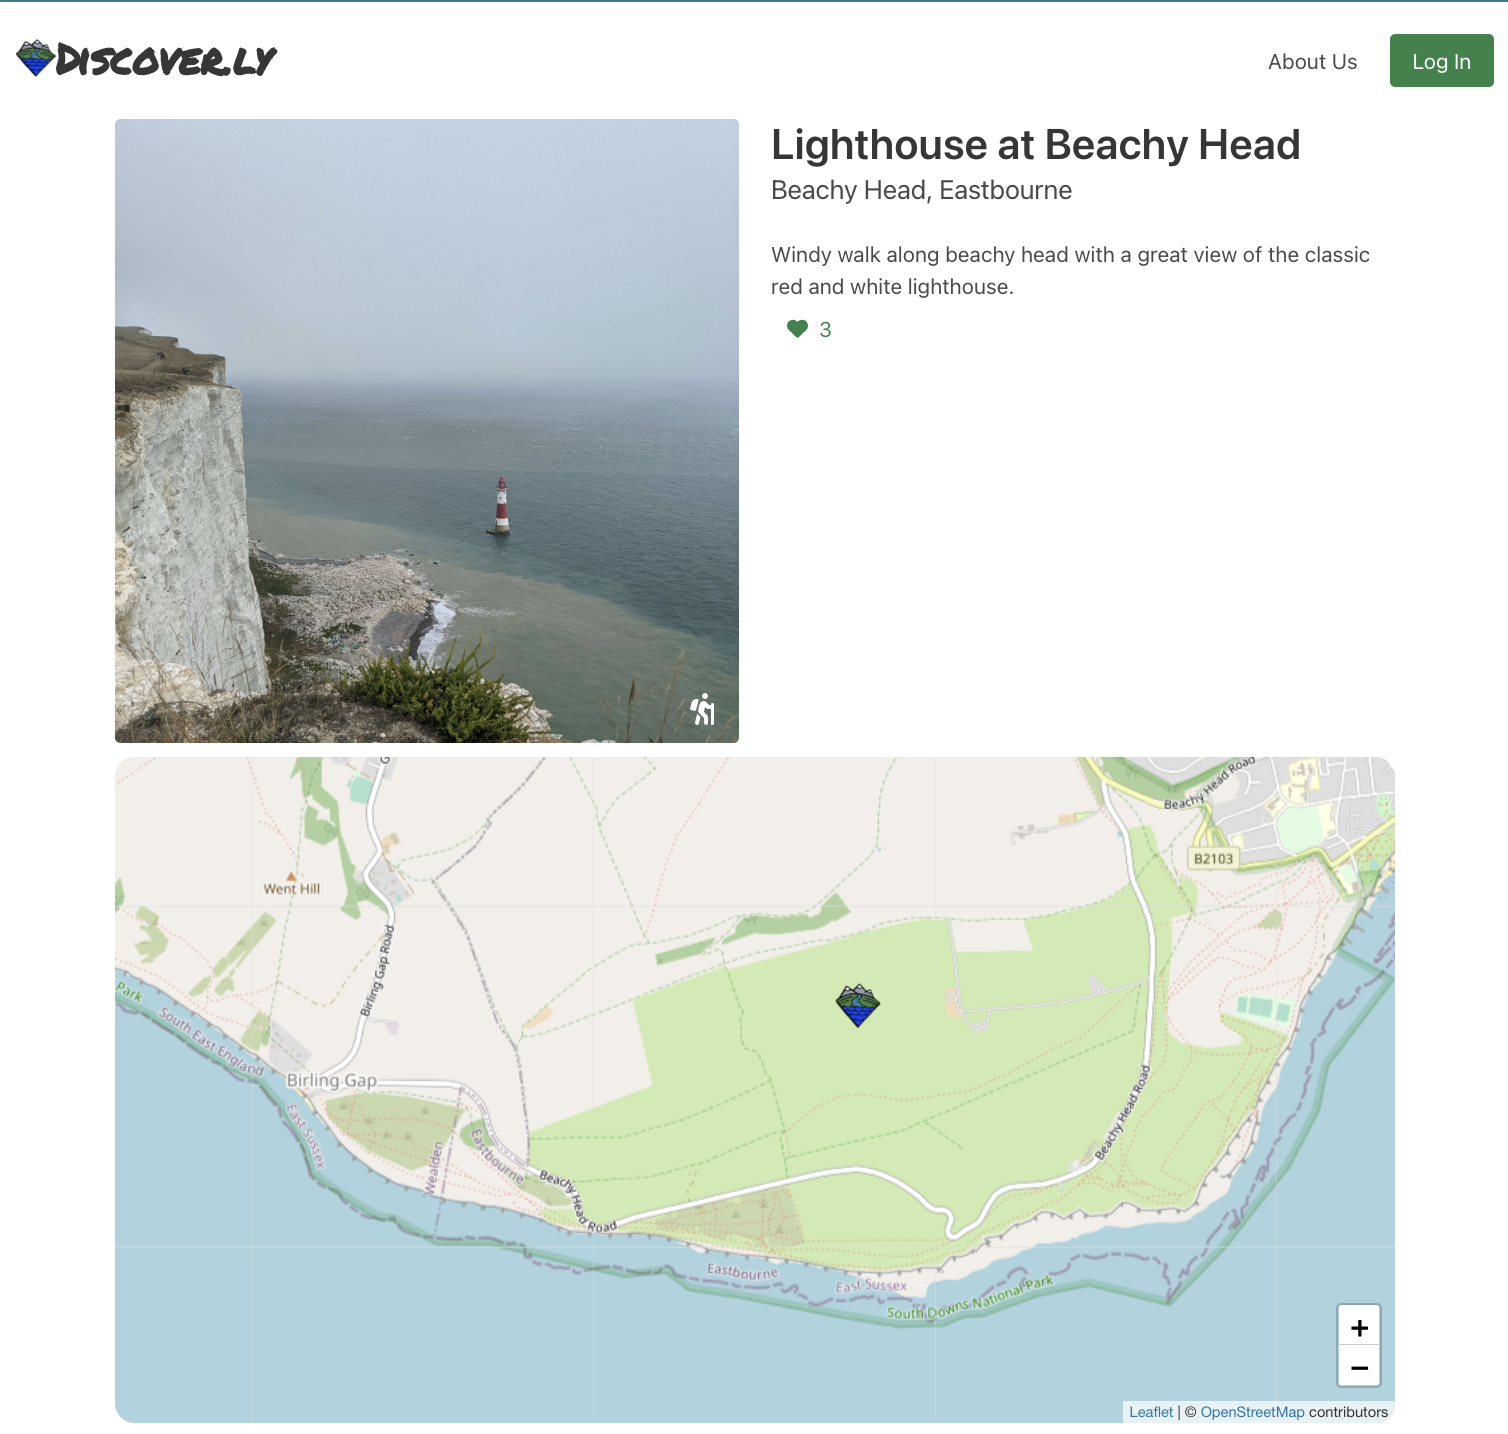 Discover.ly
About Us
Log In
Lighthouse at Beachy Head
Beachy Head, Eastbourne
Windy walk along beachy head with a great view of the classic
red and white lighthouse.
3
Beachy Head Road
B2103
Went Hill
Birling Gap Road
Park
South East England
Birling Gap
East Sussex
Wealden
Eastbourne
Beachy Head Road
Beachy Head Road
Eastbourne
East Sussex
South Downs National Park
+
−
Leaflet | © OpenStreetMap contributors